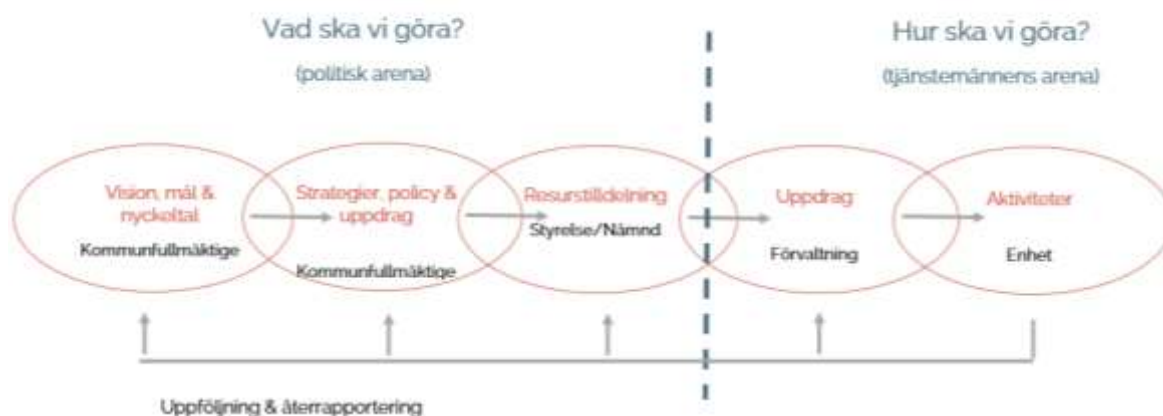 Vad ska vi göra?
(politisk arena)
Hur ska vi göra?
(tjänstemännens arena)
Vision, mål &
nyckeltal
Kommunfullmäktige
Strategier, policy &
uppdrag
Kommunfullmäktige
Resurstilldelning
Styrelse/Nämnd
Uppdrag
Förvaltning
Aktiviteter
Enhet
Uppföljning & återrapportering